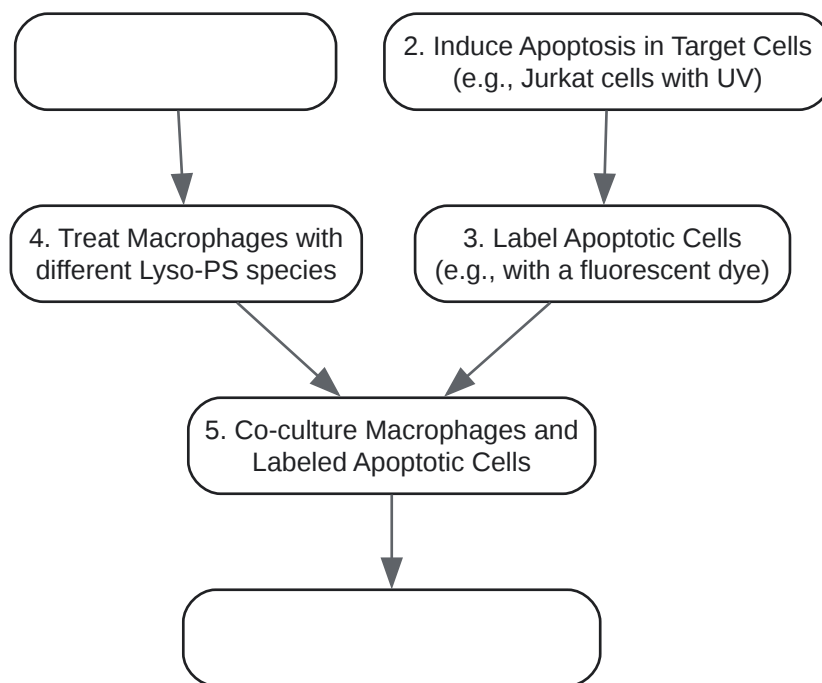 2. Induce Apoptosis in Target Cells
(e.g., Jurkat cells with UV)
4. Treat Macrophages with
different Lyso-PS species
3. Label Apoptotic Cells
(e.g., with a fluorescent dye)
5. Co-culture Macrophages and
Labeled Apoptotic Cells